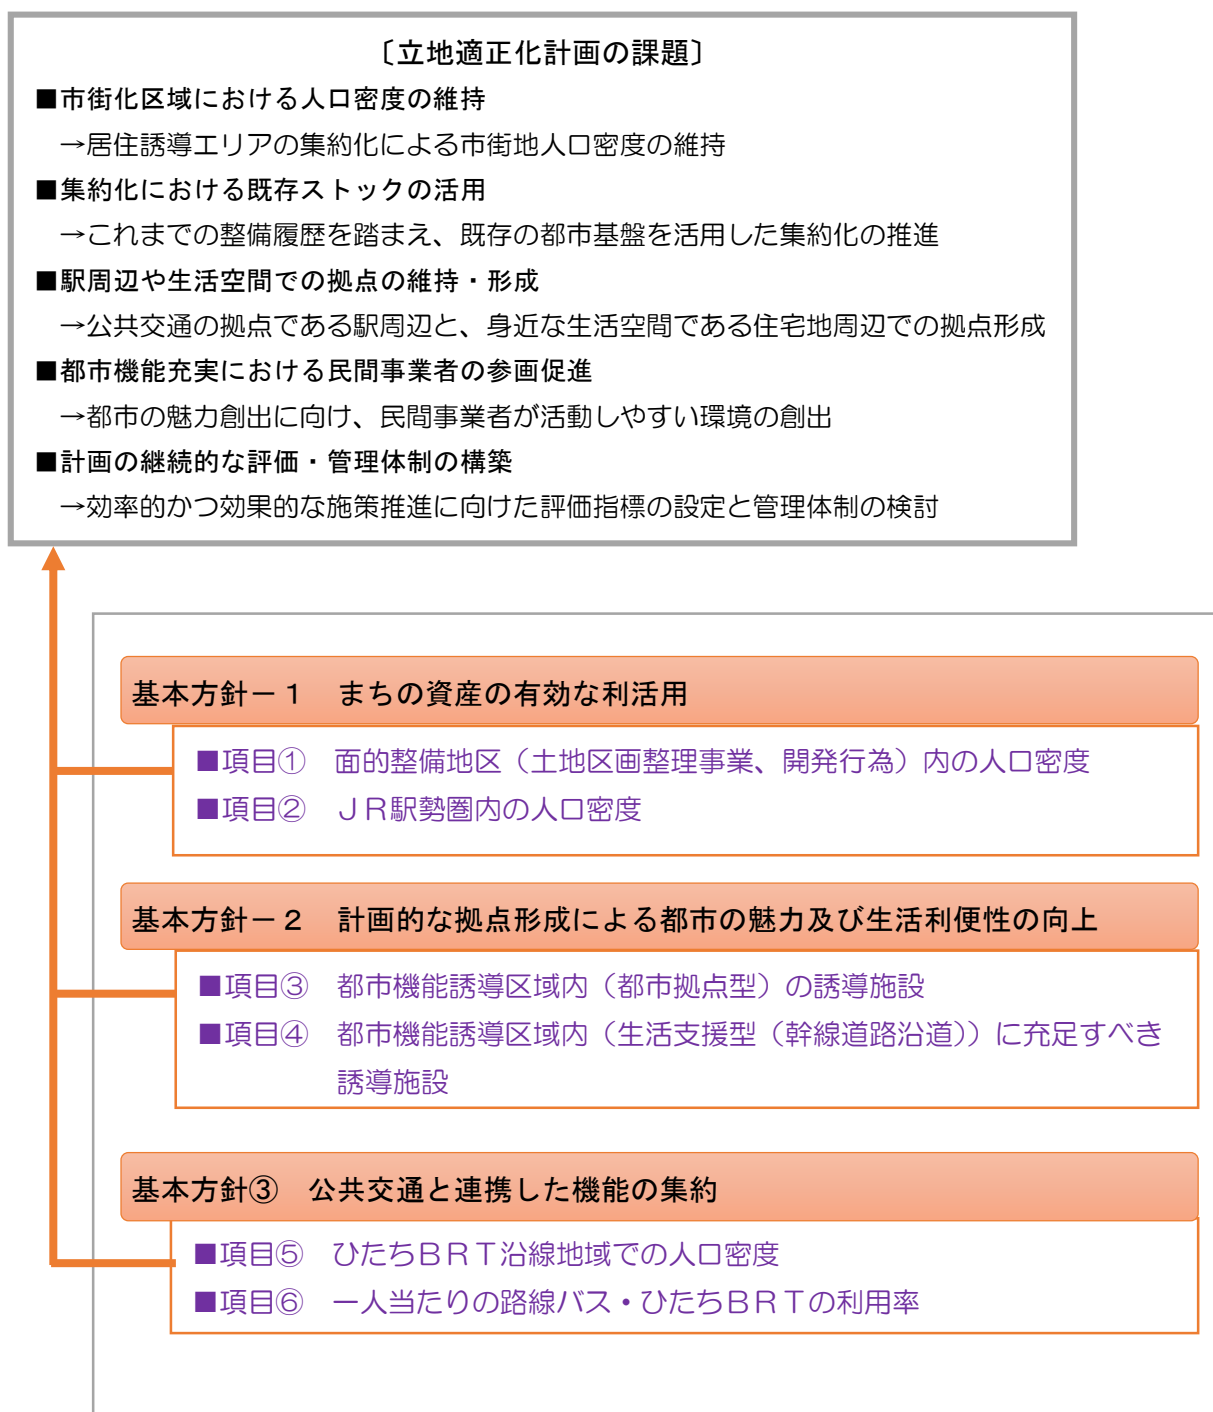 〔立地適正化計画の課題〕
■市街化区域における人口密度の維持
→居住誘導エリアの集約化による市街地人口密度の維持
■集約化における既存ストックの活用
→これまでの整備履歴を踏まえ、既存の都市基盤を活用した集約化の推進
■駅周辺や生活空間での拠点の維持・形成
→公共交通の拠点である駅周辺と、身近な生活空間である住宅地周辺での拠点形成
■都市機能充実における民間事業者の参画促進
→都市の魅力創出に向け、民間事業者が活動しやすい環境の創出
■計画の継続的な評価・管理体制の構築
→効率的かつ効果的な施策推進に向けた評価指標の設定と管理体制の検討
基本方針－１　まちの資産の有効な利活用
■項目①　面的整備地区（土地区画整理事業、開発行為）内の人口密度
■項目②　ＪＲ駅勢圏内の人口密度
基本方針－２　計画的な拠点形成による都市の魅力及び生活利便性の向上
■項目③　都市機能誘導区域内（都市拠点型）の誘導施設
■項目④　都市機能誘導区域内（生活支援型（幹線道路沿道））に充足すべき
誘導施設
基本方針③　公共交通と連携した機能の集約
■項目⑤　ひたちＢＲＴ沿線地域での人口密度
■項目⑥　一人当たりの路線バス・ひたちＢＲＴの利用率